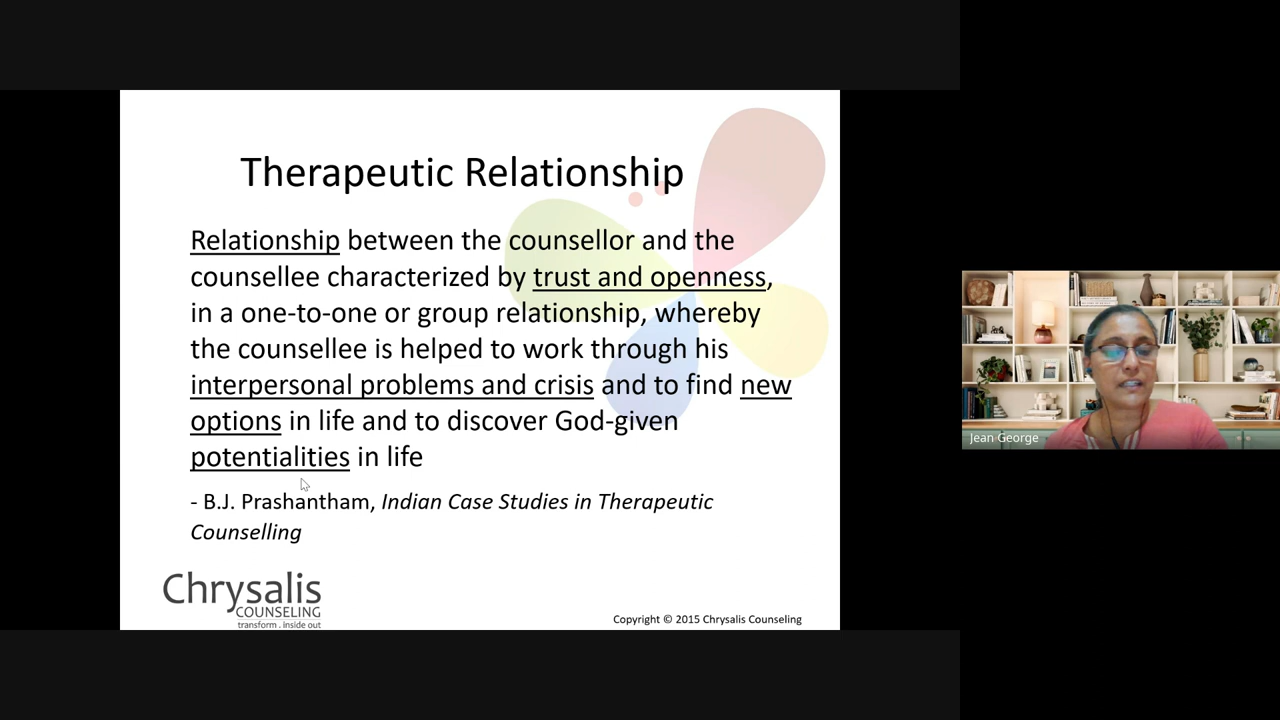 Therapeutic Relationship
Relationship between the counsellor and the
counsellee characterized by trust and openness,
in a one-to-one or group relationship, whereby
the counsellee is helped to work through his
interpersonal problems and crisis and to find new
options in life and to discover God-given
potentialities in life
- B.J. Prashantham, Indian Case Studies in Therapeutic
Counselling
Chrysalis
COUNSELING
transform . inside out
Copyright © 2015 Chrysalis Counseling
Jean George